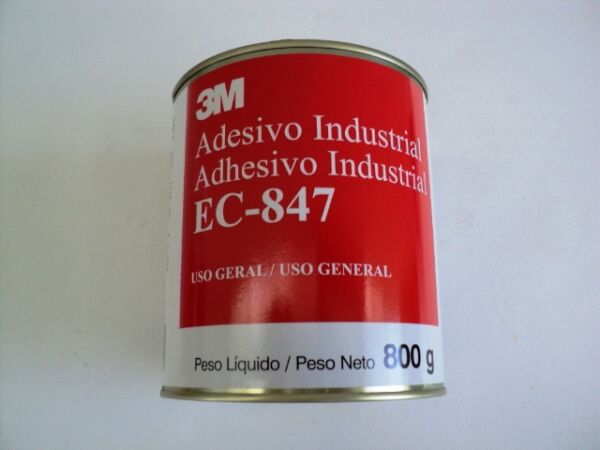 3M
Adesivo Industrial
Adhesivo Industrial
EC-847
USO GERAL / USO GENERAL
Peso Líquido / Peso Neto 800 g